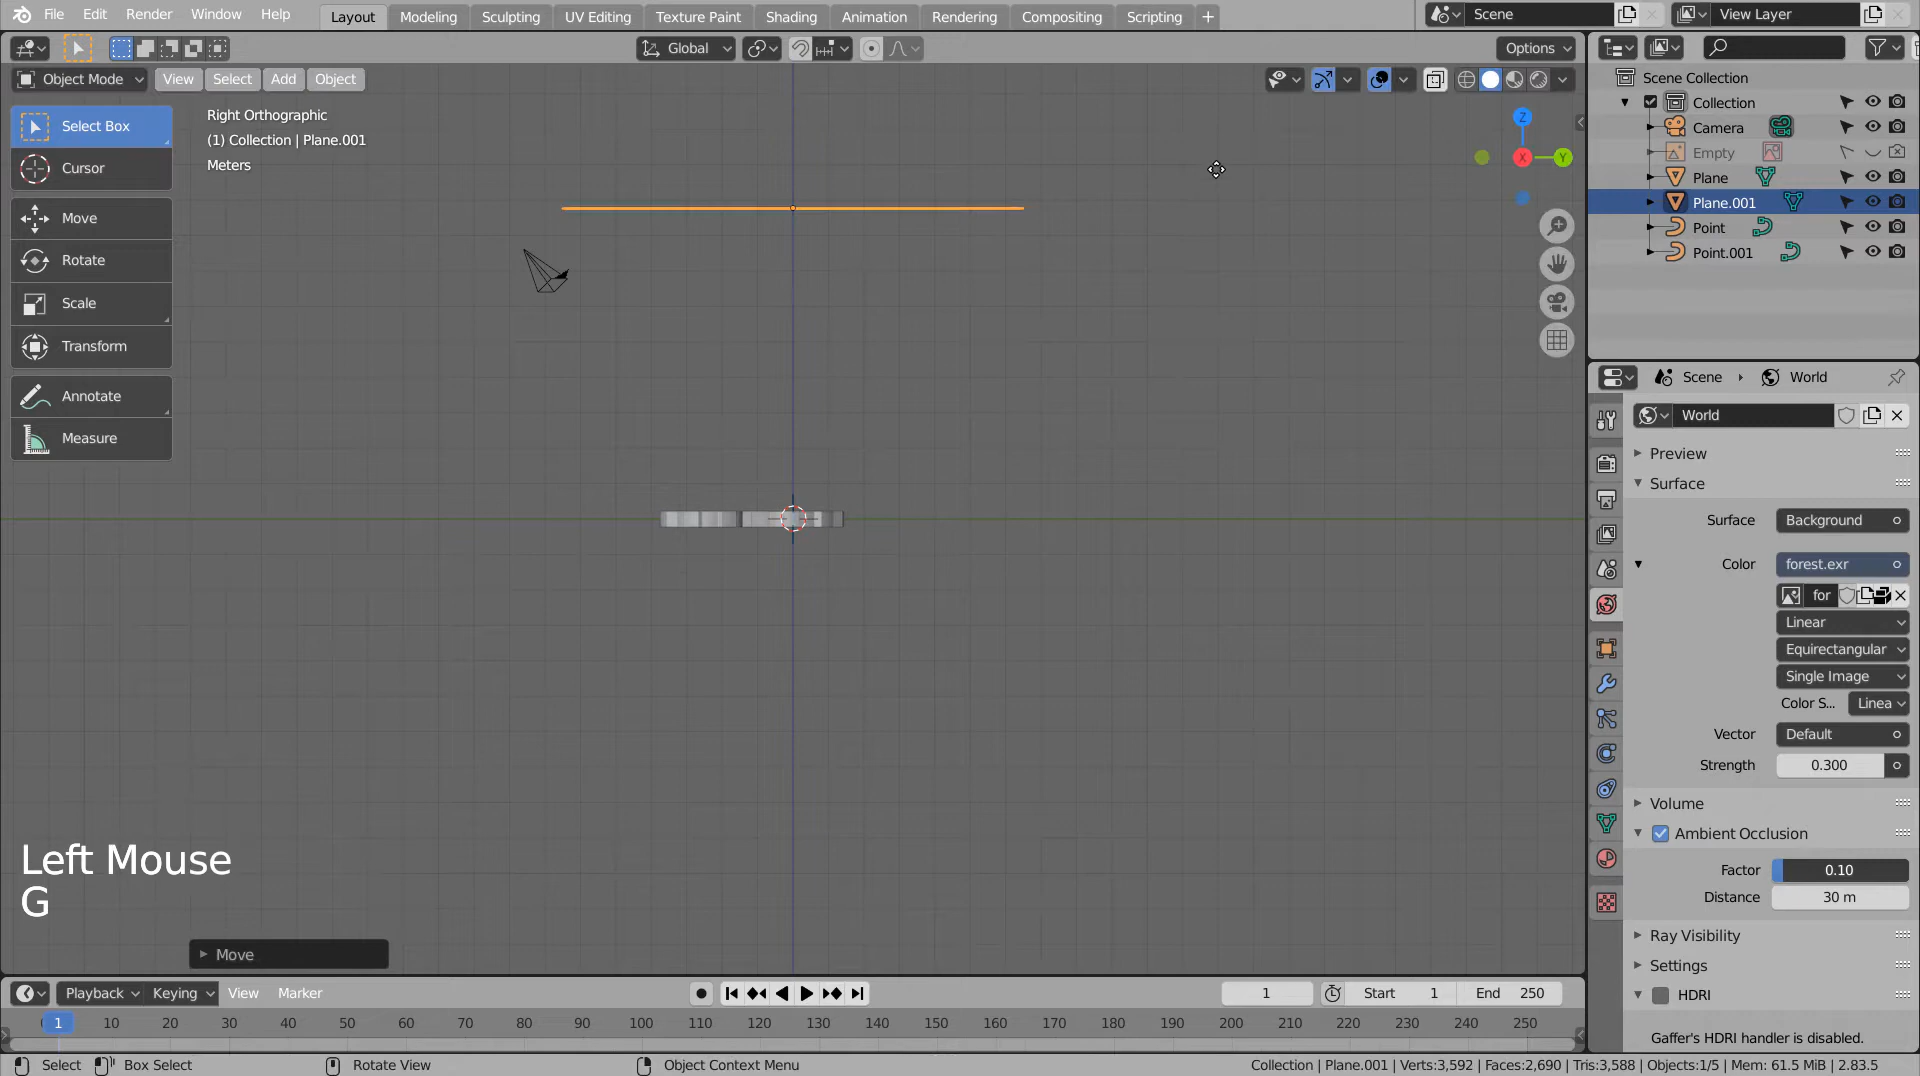 File Edit Render Window Help Layout Modeling Sculpting UV Editing Texture Paint Shading Animation Rendering Compositing Scripting + Scene View Layer
Global Options
Object Mode View Select Add Object
Select Box
Cursor
Move
Rotate
Scale
Transform
Annotate
Measure
Right Orthographic
(1) Collection | Plane.001
Meters
Z
X
Y
Scene Collection
Collection
Camera
Empty
Plane
Plane.001
Point
Point.001
Scene World
World
Preview
Surface
Surface Background
Color forest.exr
for
Linear
Equirectangular
Single Image
Color S... Linea
Vector Default
Strength 0.300
Volume
Ambient Occlusion
Factor 0.10
Distance 30 m
Ray Visibility
Settings
HDRI
Gaffer's HDRI handler is disabled.
Left Mouse
G
Move
Playback Keying View Marker 1 Start 1 End 250
1 10 20 30 40 50 60 70 80 90 100 110 120 130 140 150 160 170 180 190 200 210 220 230 240 250
Select Box Select Rotate View Object Context Menu Collection | Plane.001 | Verts:3,592 | Faces:2,690 | Tris:3,588 | Objects:1/5 | Mem: 61.5 MiB | 2.83.5